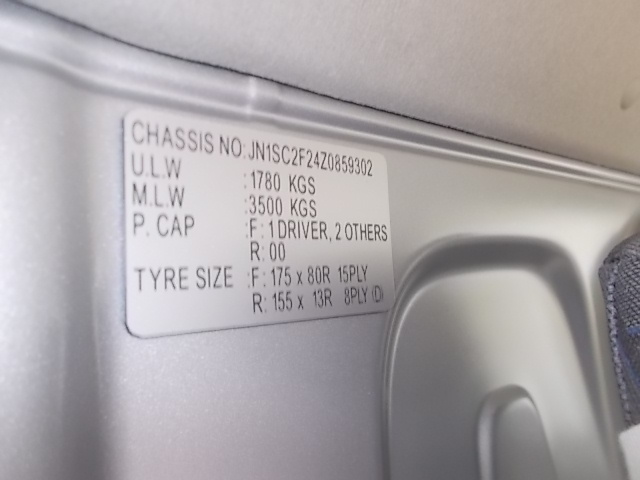 CHASSIS NO: JN1SC2F24Z0859302
U.L.W :1780 KGS
M.L.W :3500 KGS
P. CAP :F: 1 DRIVER, 2 OTHERS
R: 00
TYRE SIZE :F: 175 x 80R 15PLY
R: 155 x 13R 8PLY (D)